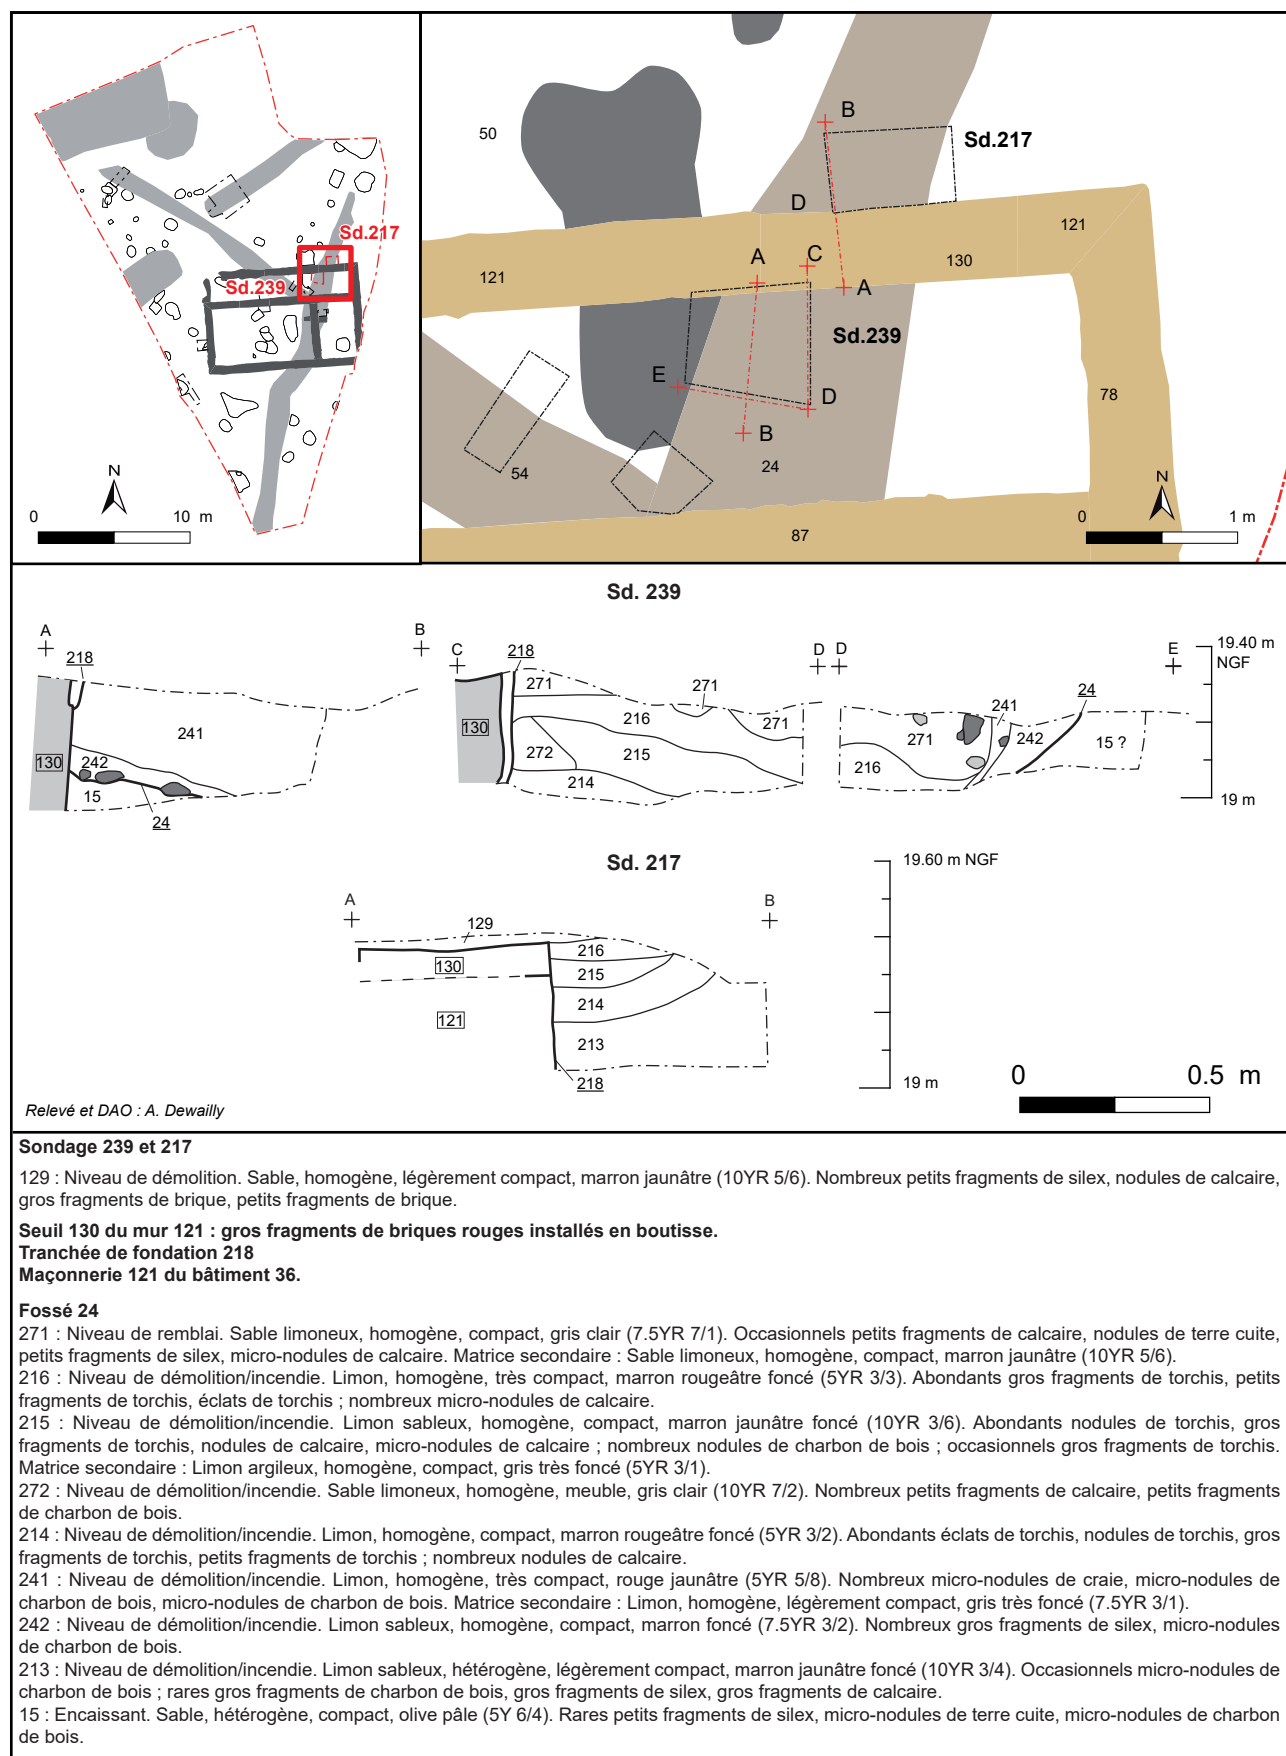 Sd.217
Sd.239
N
0 10 m
50
B
Sd.217
D
121
A
C
130
121
A
Sd.239
E
D
78
B
54
24
N
0 1 m
87
Sd. 239
A
B
C
D
D
E
19.40 m
NGF
218
241
130
242
15
24
218
271
271
216
271
130
272
215
214
24
241
271
242
15 ?
216
19 m
Sd. 217
19.60 m NGF
A
B
129
216
130
215
214
121
213
218
19 m
0 0.5 m
Relevé et DAO : A. Dewailly
Sondage 239 et 217
129 : Niveau de démolition. Sable, homogène, légèrement compact, marron jaunâtre (10YR 5/6). Nombreux petits fragments de silex, nodules de calcaire,
gros fragments de brique, petits fragments de brique.
Seuil 130 du mur 121 : gros fragments de briques rouges installés en boutisse.
Tranchée de fondation 218
Maçonnerie 121 du bâtiment 36.
Fossé 24
271 : Niveau de remblai. Sable limoneux, homogène, compact, gris clair (7.5YR 7/1). Occasionnels petits fragments de calcaire, nodules de terre cuite,
petits fragments de silex, micro-nodules de calcaire. Matrice secondaire : Sable limoneux, homogène, compact, marron jaunâtre (10YR 5/6).
216 : Niveau de démolition/incendie. Limon, homogène, très compact, marron rougeâtre foncé (5YR 3/3). Abondants gros fragments de torchis, petits
fragments de torchis, éclats de torchis ; nombreux micro-nodules de calcaire.
215 : Niveau de démolition/incendie. Limon sableux, homogène, compact, marron jaunâtre foncé (10YR 3/6). Abondants nodules de torchis, gros
fragments de torchis, nodules de calcaire, micro-nodules de calcaire ; nombreux nodules de charbon de bois ; occasionnels gros fragments de torchis.
Matrice secondaire : Limon argileux, homogène, compact, gris très foncé (5YR 3/1).
272 : Niveau de démolition/incendie. Sable limoneux, homogène, meuble, gris clair (10YR 7/2). Nombreux petits fragments de calcaire, petits fragments
de charbon de bois.
214 : Niveau de démolition/incendie. Limon, homogène, compact, marron rougeâtre foncé (5YR 3/2). Abondants éclats de torchis, nodules de torchis, gros
fragments de torchis, petits fragments de torchis ; nombreux nodules de calcaire.
241 : Niveau de démolition/incendie. Limon, homogène, très compact, rouge jaunâtre (5YR 5/8). Nombreux micro-nodules de craie, micro-nodules de
charbon de bois, micro-nodules de charbon de bois. Matrice secondaire : Limon, homogène, légèrement compact, gris très foncé (7.5YR 3/1).
242 : Niveau de démolition/incendie. Limon sableux, homogène, compact, marron foncé (7.5YR 3/2). Nombreux gros fragments de silex, micro-nodules
de charbon de bois.
213 : Niveau de démolition/incendie. Limon sableux, hétérogène, légèrement compact, marron jaunâtre foncé (10YR 3/4). Occasionnels micro-nodules de
charbon de bois ; rares gros fragments de charbon de bois, gros fragments de silex, gros fragments de calcaire.
15 : Encaissant. Sable, hétérogène, compact, olive pâle (5Y 6/4). Rares petits fragments de silex, micro-nodules de terre cuite, micro-nodules de charbon
de bois.